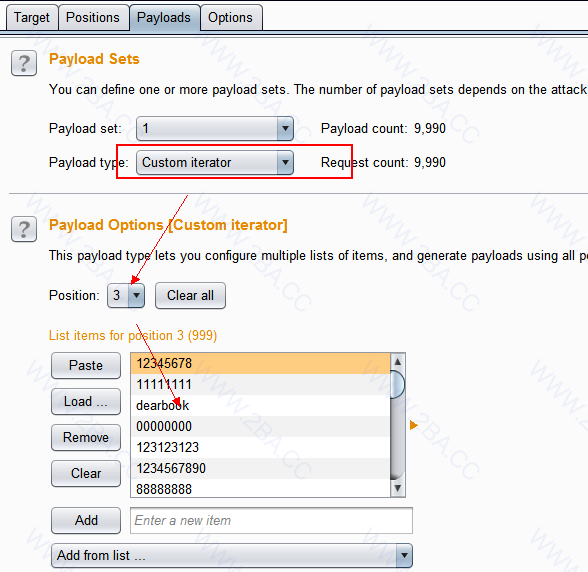 Target Positions Payloads Options
? Payload Sets
You can define one or more payload sets. The number of payload sets depends on the attack
Payload set: 1 Payload count: 9,990
Payload type: Custom iterator Request count: 9,990
? Payload Options [Custom iterator]
This payload type lets you configure multiple lists of items, and generate payloads using all
Position: 3 Clear all
List items for position 3 (999)
Paste 12345678
11111111
Load ... dearbook
00000000
Remove 123123123
1234567890
Clear 88888888
Add Enter a new item
Add from list ...
WWW.2BA.CC